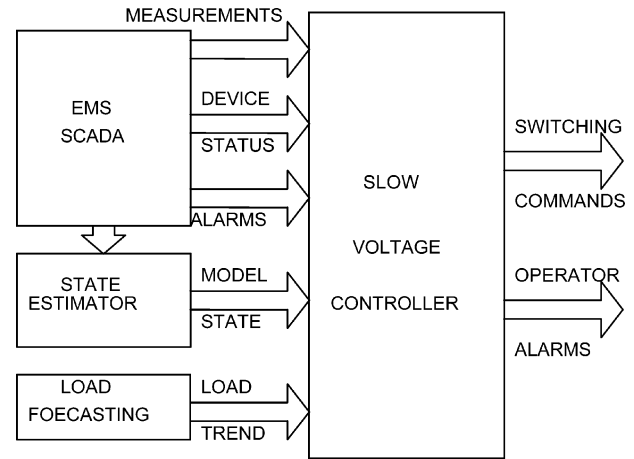 MEASUREMENTS
EMS
SCADA
DEVICE
STATUS
ALARMS
STATE
ESTIMATOR
MODEL
STATE
LOAD
FOECASTING
LOAD
TREND
SLOW
VOLTAGE
CONTROLLER
SWITCHING
COMMANDS
OPERATOR
ALARMS